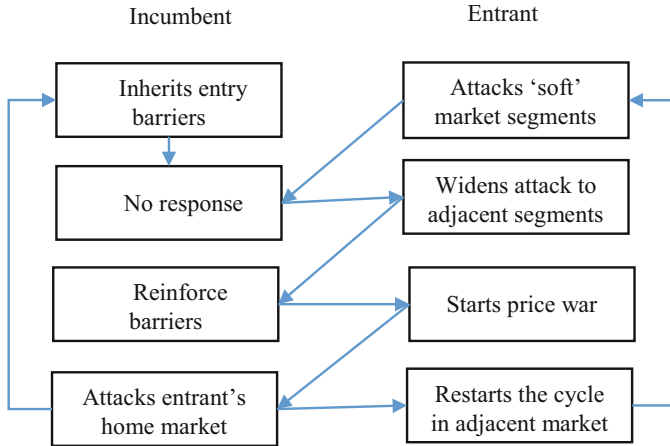 Incumbent
Entrant
Inherits entry
barriers
Attacks ‘soft’
market segments
No response
Widens attack to
adjacent segments
Reinforce
barriers
Starts price war
Attacks entrant’s
home market
Restarts the cycle
in adjacent market